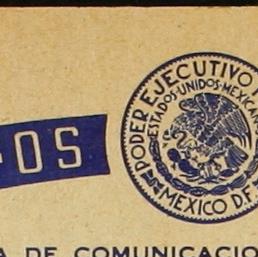 OS
PODER EJECUTIVO
ESTADOS·UNIDOS·MEXICANOS
MEXICO D.F.
DE COMUNICACIO